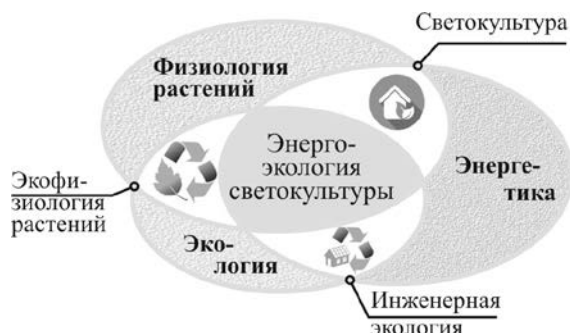 Светокультура
Физиология
растений
Энерго-
экология
светокультуры
Энерге-
тика
Экофи-
зиология
растений
Эко-
логия
Инженерная
экология